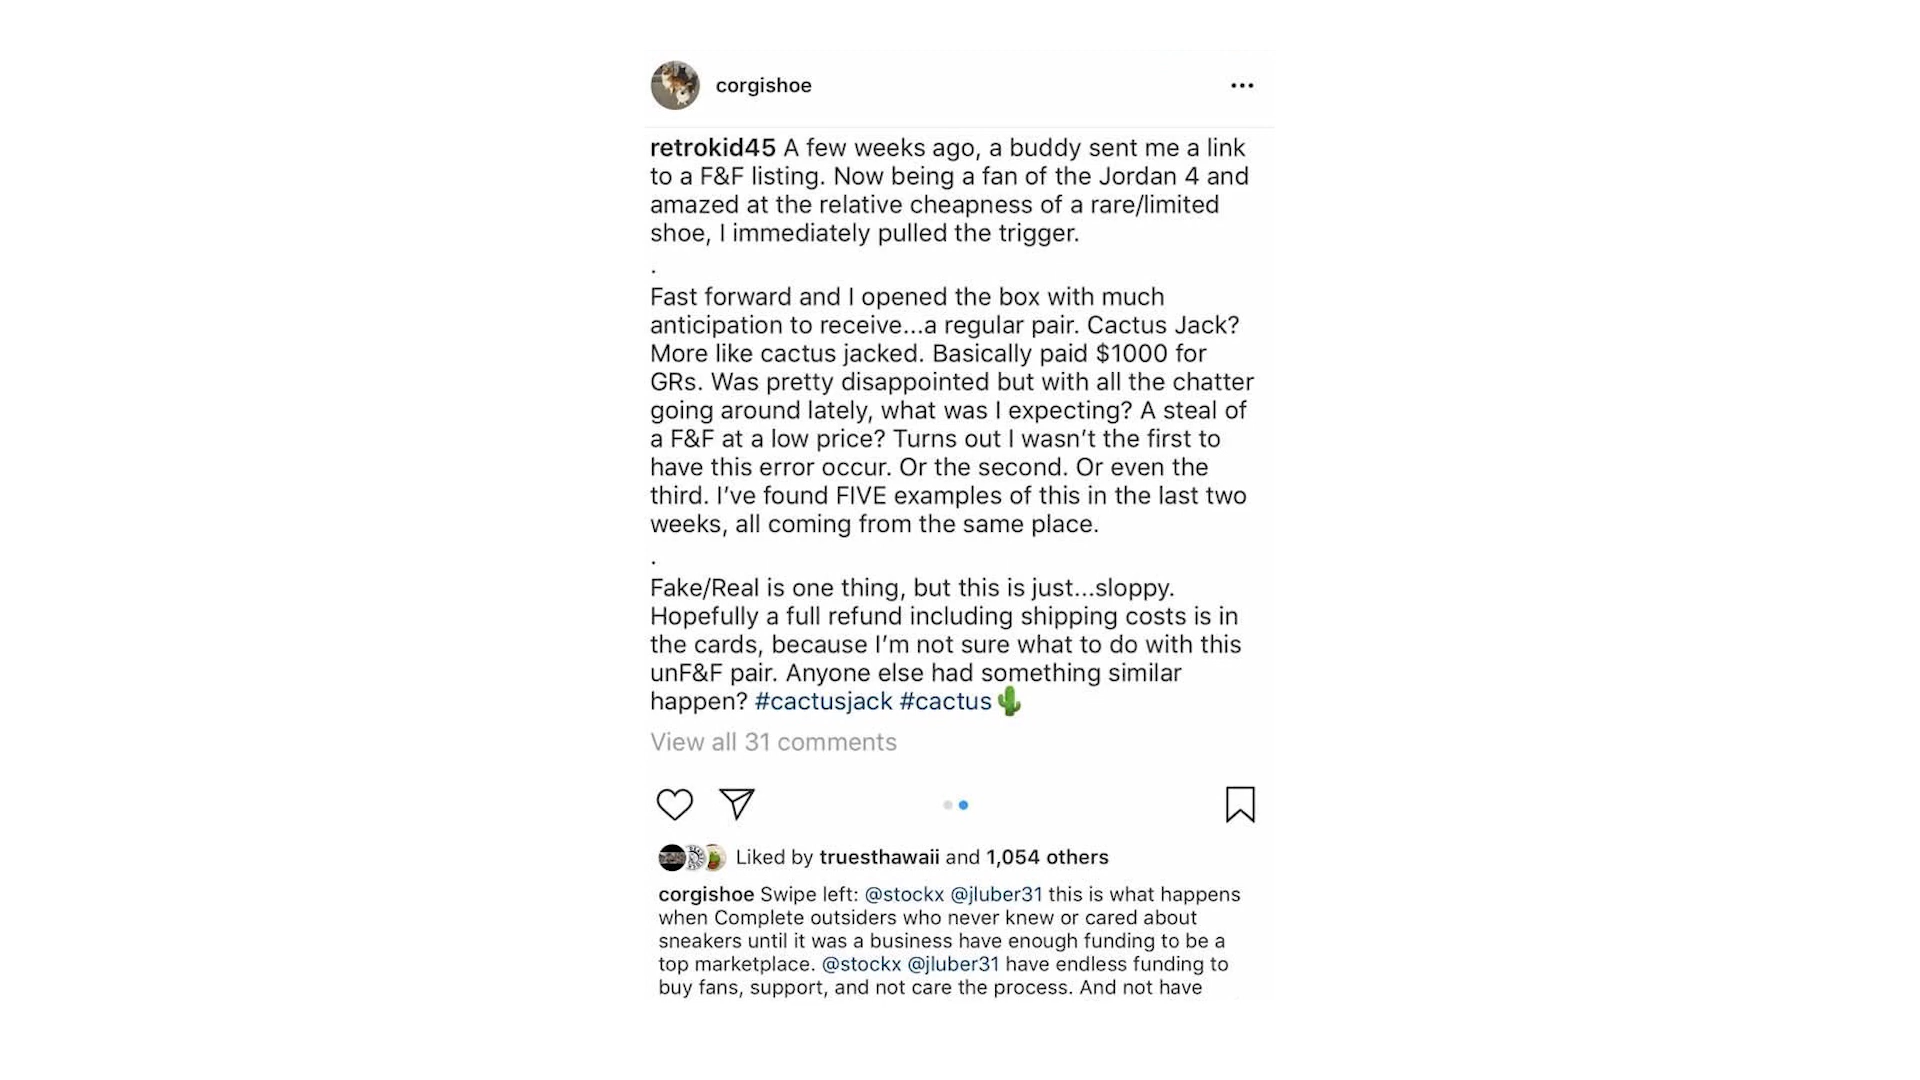 corgishoe
retrokid45 A few weeks ago, a buddy sent me a link
to a F&F listing. Now being a fan of the Jordan 4 and
amazed at the relative cheapness of a rare/limited
shoe, I immediately pulled the trigger.
.
Fast forward and I opened the box with much
anticipation to receive...a regular pair. Cactus Jack?
More like cactus jacked. Basically paid $1000 for
GRs. Was pretty disappointed but with all the chatter
going around lately, what was I expecting? A steal of
a F&F at a low price? Turns out I wasn't the first to
have this error occur. Or the second. Or even the
third. I've found FIVE examples of this in the last two
weeks, all coming from the same place.
.
Fake/Real is one thing, but this is just...sloppy.
Hopefully a full refund including shipping costs is in
the cards, because I'm not sure what to do with this
unF&F pair. Anyone else had something similar
happen? #cactusjack #cactus🌵
View all 31 comments
Liked by truesthawaii and 1,054 others
corgishoe Swipe left: @stockx @jluber31 this is what happens
when Complete outsiders who never knew or cared about
sneakers until it was a business have enough funding to be a
top marketplace. @stockx @jluber31 have endless funding to
buy fans, support, and not care the process. And not have